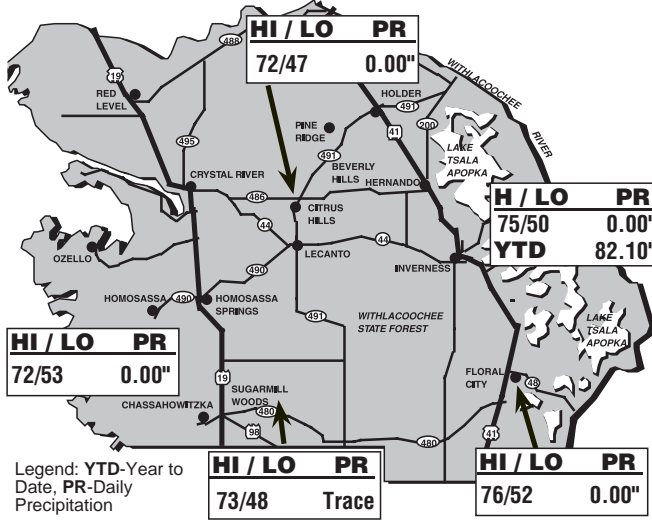 HI / LO PR
72/47 0.00"
488
19
RED
LEVEL
HOLDER
WITHLACOOCHEE
RIVER
491
PINE
RIDGE
41
200
495
491
BEVERLY
HILLS
LAKE
TSALA
APOPKA
CRYSTAL RIVER
HERNANDO
486
CITRUS
HILLS
H / LO PR
75/50 0.00"
YTD 82.10"
44
44
OZELLO
LECANTO
INVERNESS
490
HOMOSASSA
490
HOMOSASSA
SPRINGS
491
WITHLACOOCHEE
STATE FOREST
LAKE
TSALA
APOPKA
HI / LO PR
72/53 0.00"
19
FLORAL
CITY
48
SUGARMILL
WOODS
CHASSAHOWITZKA
480
98
480
41
Legend: YTD-Year to
Date, PR-Daily
Precipitation
HI / LO PR
73/48 Trace
HI / LO PR
76/52 0.00"